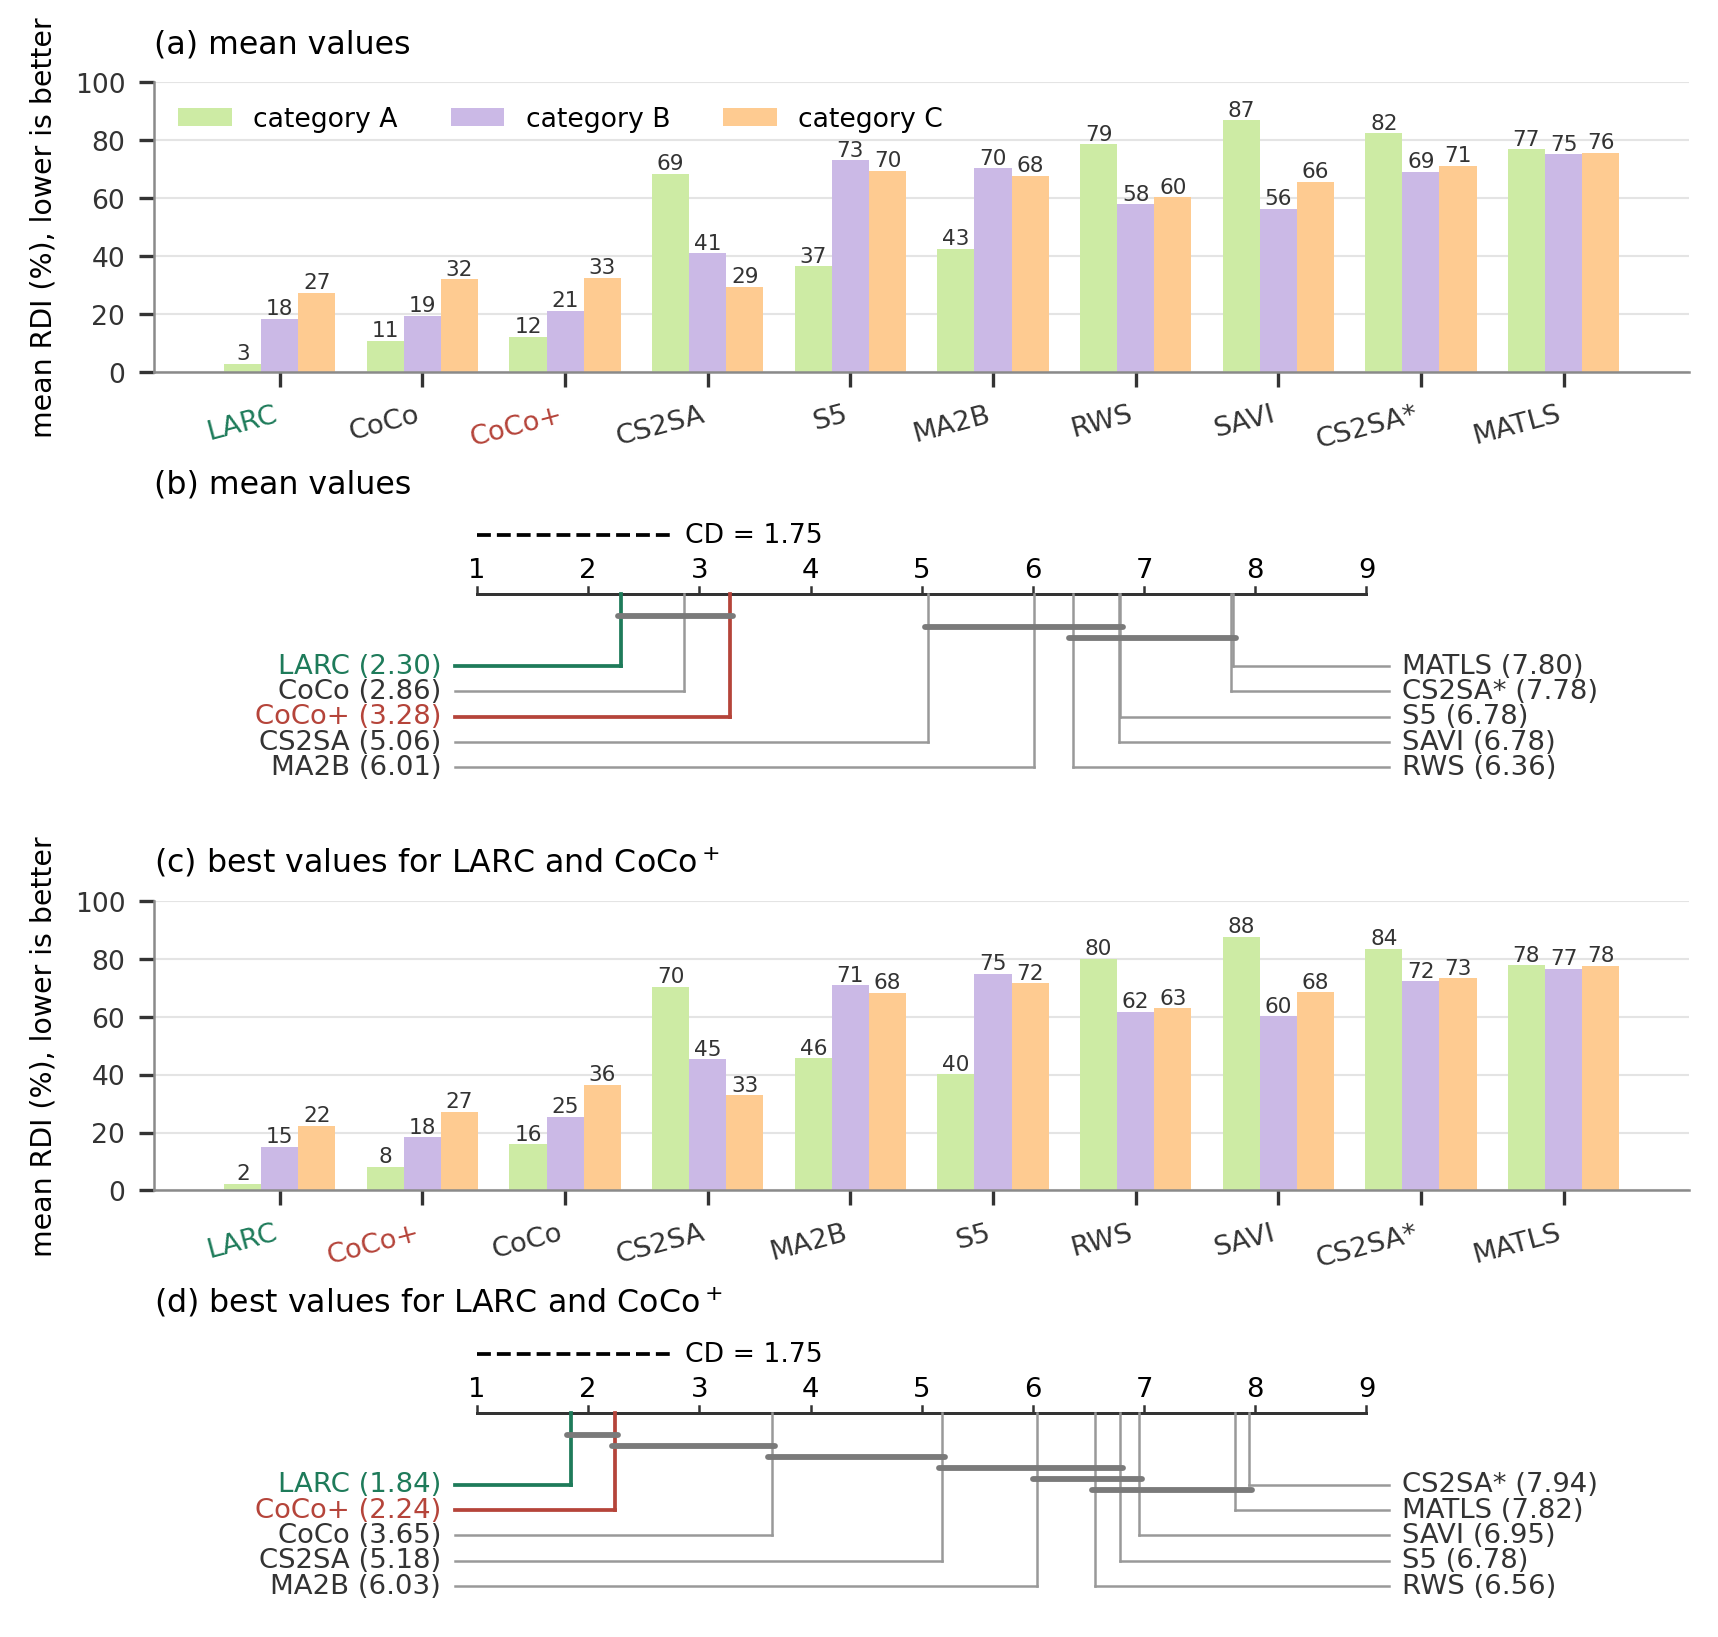 (a) mean values
mean RDI (%), lower is better
100
80
60
40
20
0
category A category B category C
3 18 27 11 19 32 12 21 33 69 41 29 37 73 70 43 70 68 79 58 60 87 56 66 82 69 71 77 75 76
LARC CoCo CoCo+ CS2SA S5 MA2B RWS SAVI CS2SA* MATLS
(b) mean values
CD = 1.75
1 2 3 4 5 6 7 8 9
LARC (2.30)
CoCo (2.86)
CoCo+ (3.28)
CS2SA (5.06)
MA2B (6.01)
MATLS (7.80)
CS2SA* (7.78)
S5 (6.78)
SAVI (6.78)
RWS (6.36)
(c) best values for LARC and CoCo+
mean RDI (%), lower is better
100
80
60
40
20
0
2 15 22 8 18 27 16 25 36 70 45 33 46 71 68 40 75 72 80 62 63 88 60 68 84 72 73 78 77 78
LARC CoCo+ CoCo CS2SA MA2B S5 RWS SAVI CS2SA* MATLS
(d) best values for LARC and CoCo+
CD = 1.75
1 2 3 4 5 6 7 8 9
LARC (1.84)
CoCo+ (2.24)
CoCo (3.65)
CS2SA (5.18)
MA2B (6.03)
CS2SA* (7.94)
MATLS (7.82)
SAVI (6.95)
S5 (6.78)
RWS (6.56)